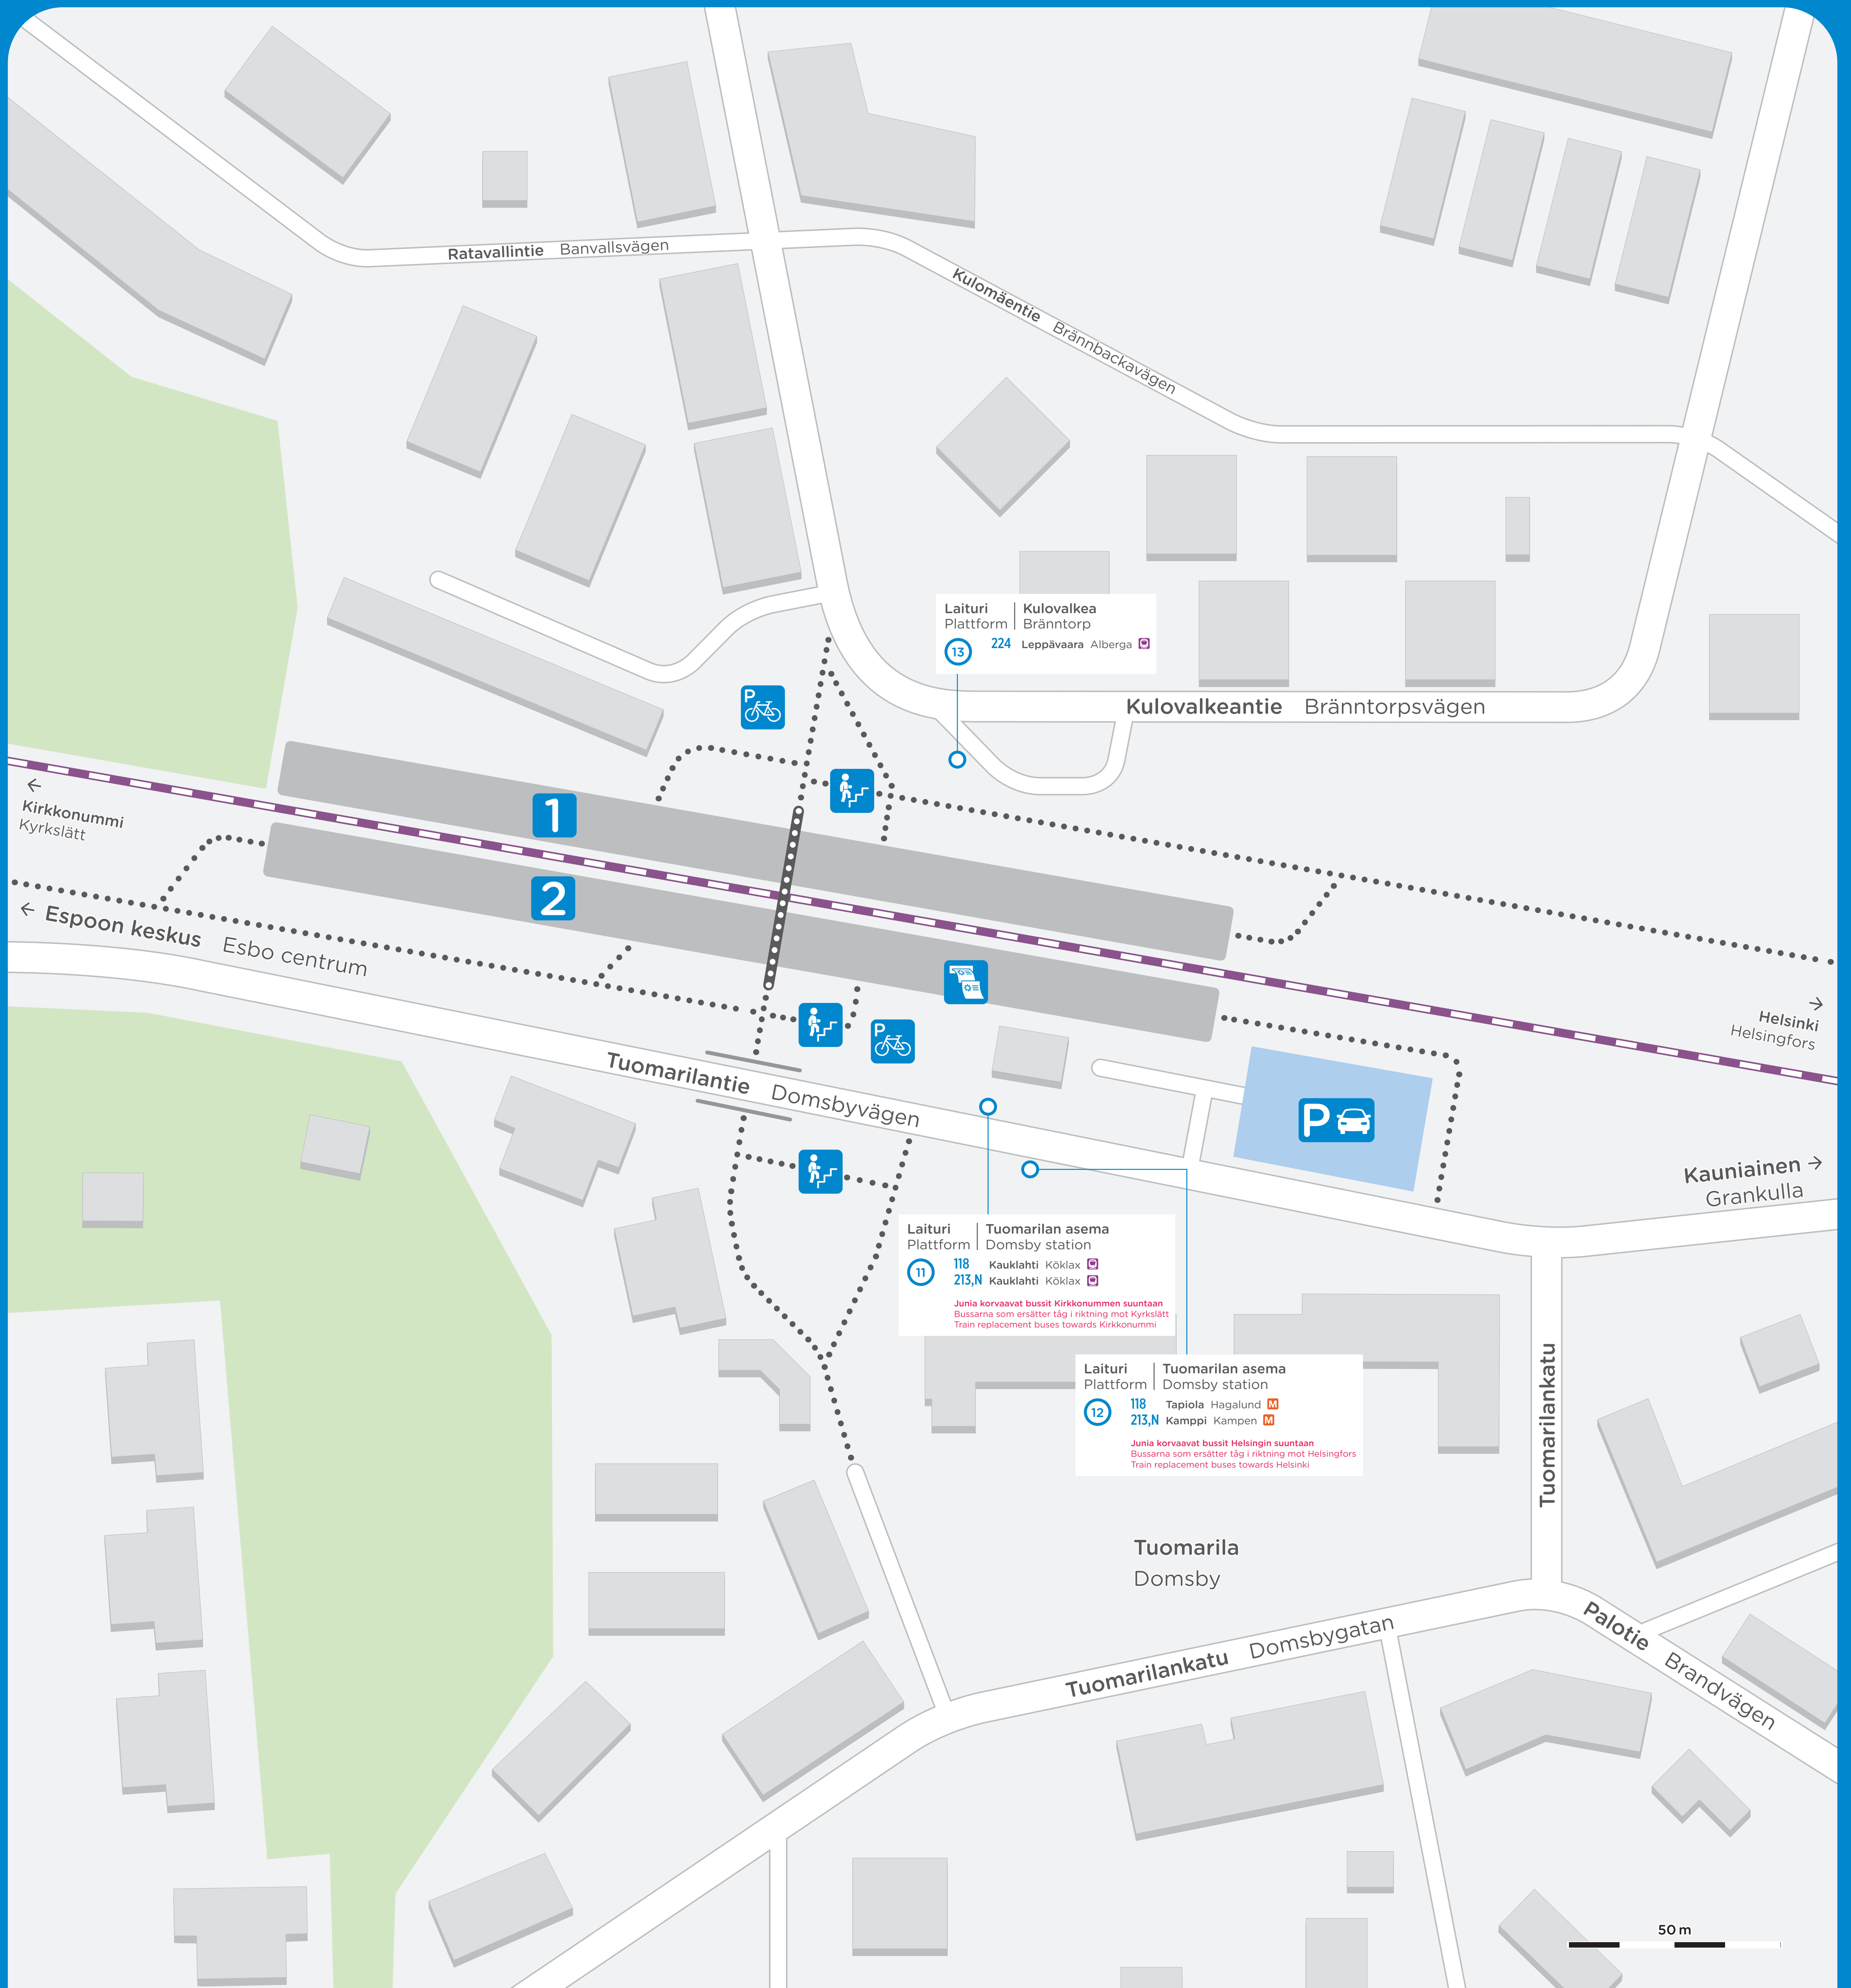 Ratavallintie Banvallsvägen
Kulomäentie Brännbackavägen
Laituri Kulovalkea
Plattform Bränntorp
13 224 Leppävaara Alberga
Kulovalkeantie Bränntorpsvägen
P
1
←
Kirkkonummi
Kyrkslätt
2
← Espoon keskus Esbo centrum
→
Helsinki
Helsingfors
P
Tuomarilantie Domsbyvägen
P
Kauniainen →
Grankulla
Laituri Tuomarilan asema
Plattform Domsby station
11 118 Kauklahti Köklax
213,N Kauklahti Köklax
Junia korvaavat bussit Kirkkonummen suuntaan
Bussarna som ersätter tåg i riktning mot Kyrkslätt
Train replacement buses towards Kirkkonummi
Laituri Tuomarilan asema
Plattform Domsby station
12 118 Tapiola Hagalund M
213,N Kamppi Kampen M
Junia korvaavat bussit Helsingin suuntaan
Bussarna som ersätter tåg i riktning mot Helsingfors
Train replacement buses towards Helsinki
Tuomarilankatu
Tuomarila
Domsby
Tuomarilankatu Domsbygatan
Palotie Brandvägen
50 m